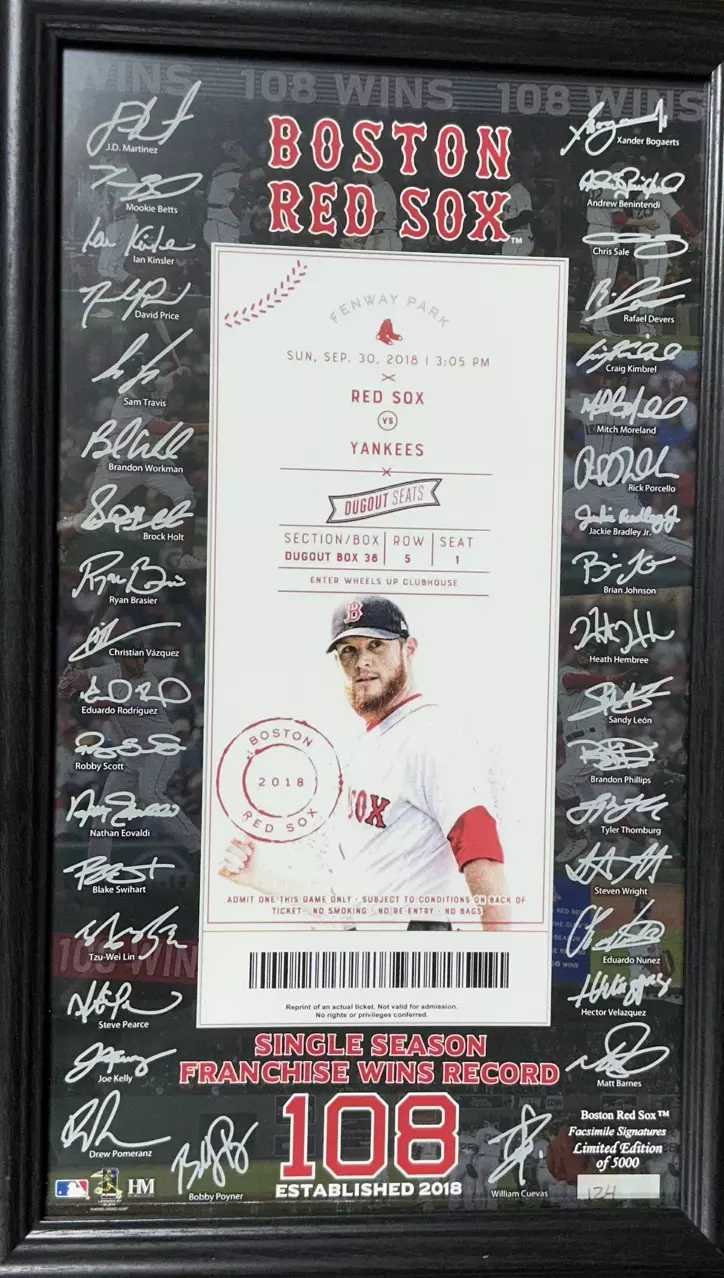 WINS 108 WINS 108 WINS
BOSTON
RED SOX™
J.D. Martinez
Mookie Betts
Ian Kinsler
David Price
Sam Travis
Brandon Workman
Brock Holt
Ryan Brasier
Christian Vázquez
Eduardo Rodriguez
Robby Scott
Nathan Eovaldi
Blake Swihart
Tzu-Wei Lin
108 WIN
Steve Pearce
Joe Kelly
Drew Pomeranz
Bobby Poyner
FENWAY PARK
SUN, SEP. 30, 2018 | 3:05 PM
RED SOX
VS
YANKEES
DUGOUT SEATS
SECTION/BOX ROW SEAT
DUGOUT BOX 38 5 1
ENTER WHEELS UP CLUBHOUSE
B
SOX
BOSTON
2018
RED SOX
ADMIT ONE THIS GAME ONLY - SUBJECT TO CONDITIONS ON BACK OF
TICKET - NO SMOKING - NO RE-ENTRY - NO BAGS
Reprint of an actual ticket. Not valid for admission.
No rights or privileges conferred.
Xander Bogaerts
Andrew Benintendi
Chris Sale
Rafael Devers
Craig Kimbrel
Mitch Moreland
Rick Porcello
Jackie Bradley Jr.
Brian Johnson
Heath Hembree
Sandy León
Brandon Phillips
Tyler Thornburg
Steven Wright
Eduardo Nunez
Hector Velazquez
Matt Barnes
William Cuevas
SINGLE SEASON
FRANCHISE WINS RECORD
108
ESTABLISHED 2018
HM
Boston Red Sox™
Facsimile Signatures
Limited Edition
of 5000
124